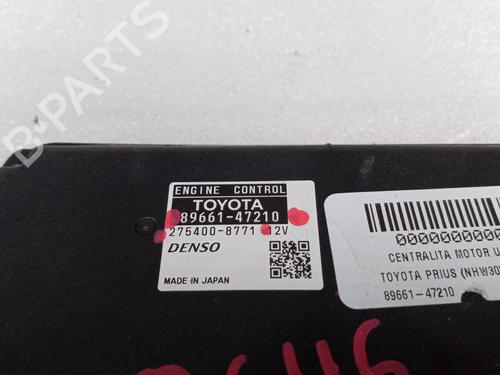 ENGINE CONTROL
TOYOTA
89661-47210
275400-8771 12V
DENSO
MADE IN JAPAN
0000000000
CENTRALITA MOTOR U
TOYOTA PRIUS (NHW30
89661-47210
B-PARTS